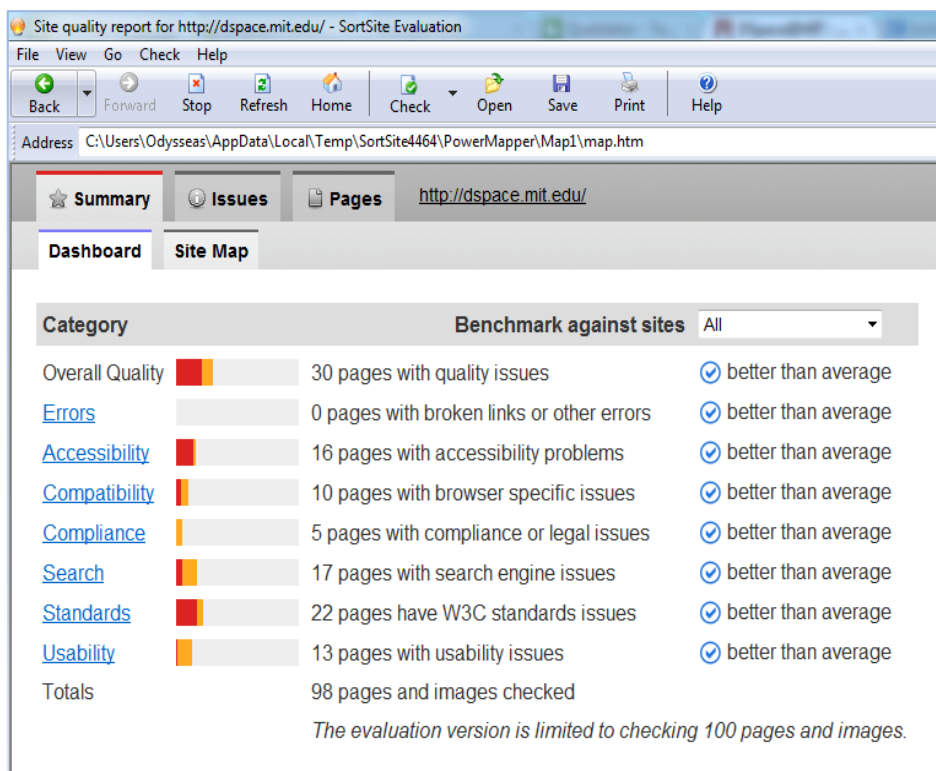 Site quality report for http://dspace.mit.edu/ - SortSite Evaluation
File View Go Check Help
Back Forward Stop Refresh Home Check Open Save Print Help
Address C:\Users\Odysseas\AppData\Local\Temp\SortSite4464\PowerMapper\Map1\map.htm
Summary Issues Pages http://dspace.mit.edu/
Dashboard Site Map
Category Benchmark against sites All
Overall Quality 30 pages with quality issues better than average
Errors 0 pages with broken links or other errors better than average
Accessibility 16 pages with accessibility problems better than average
Compatibility 10 pages with browser specific issues better than average
Compliance 5 pages with compliance or legal issues better than average
Search 17 pages with search engine issues better than average
Standards 22 pages have W3C standards issues better than average
Usability 13 pages with usability issues better than average
Totals 98 pages and images checked
The evaluation version is limited to checking 100 pages and images.